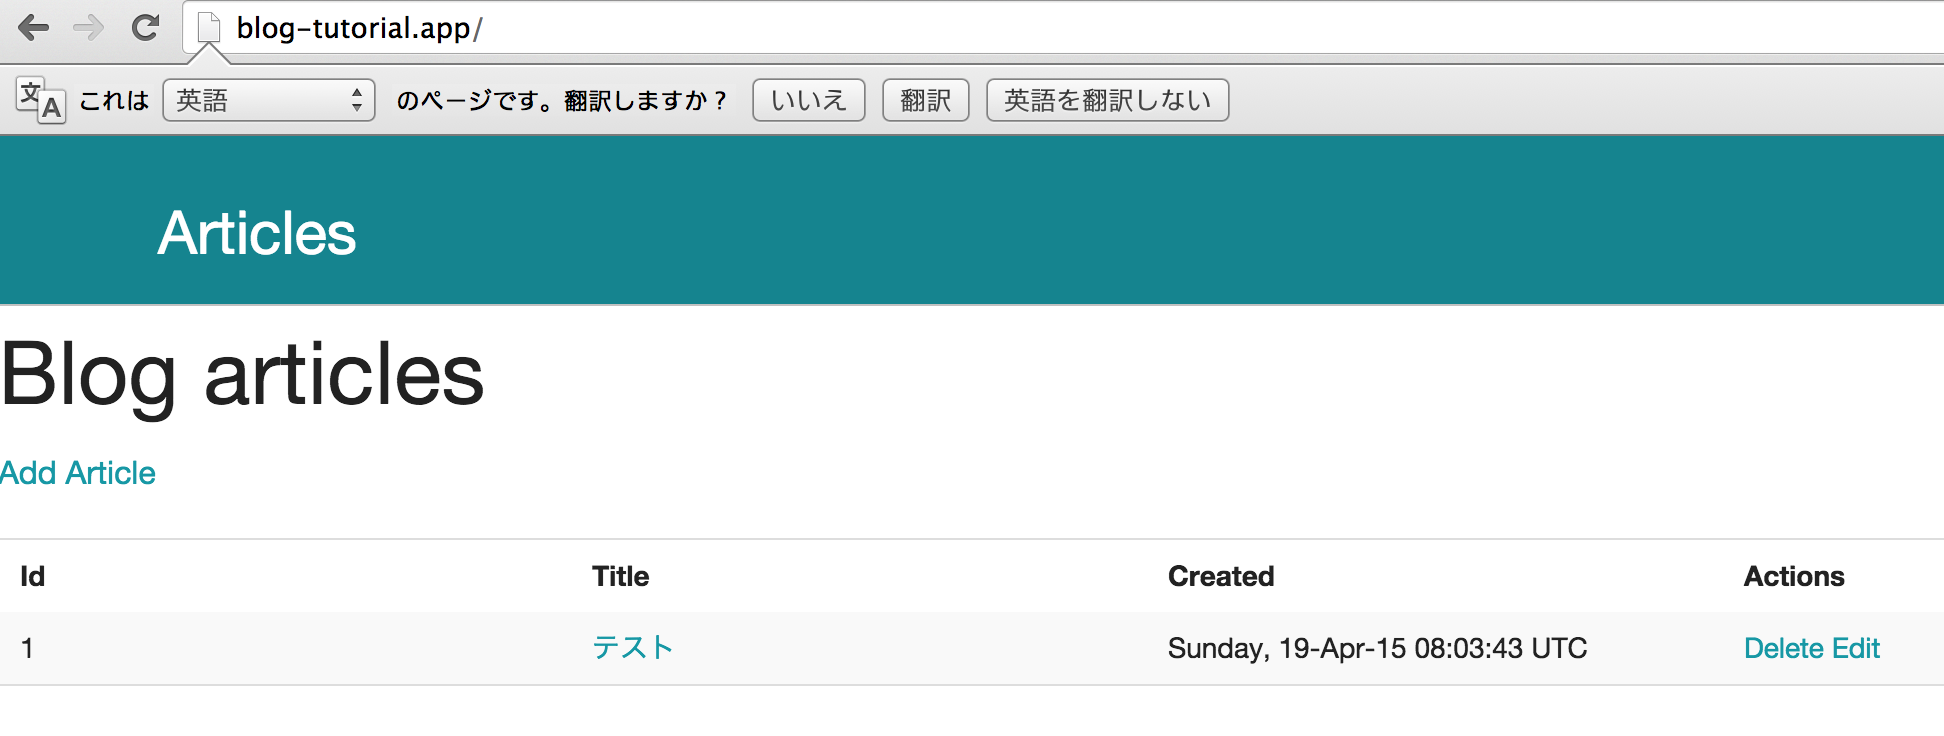 blog-tutorial.app/
文A これは 英語 のページです。翻訳しますか？ いいえ 翻訳 英語を翻訳しない
Articles
Blog articles
Add Article
Id Title Created Actions
1 テスト Sunday, 19-Apr-15 08:03:43 UTC Delete Edit